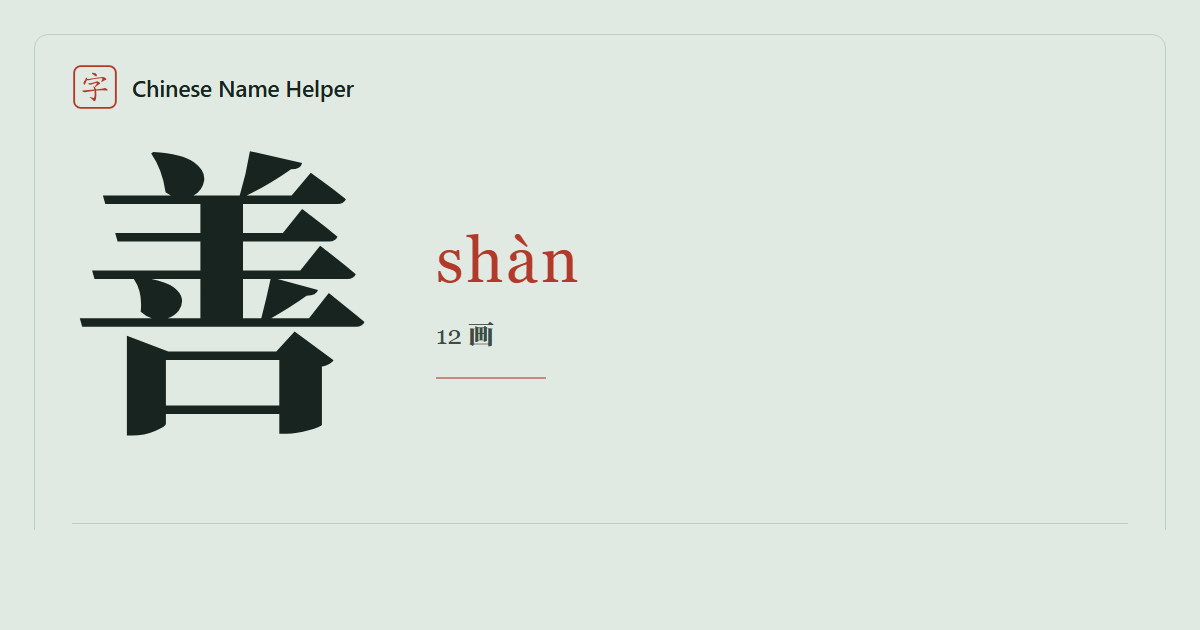 字 Chinese Name Helper
善
shàn
12 画